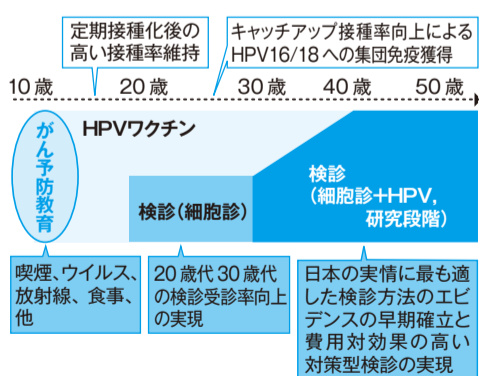 定期接種化後の
高い接種率維持
キャッチアップ接種率向上による
HPV16/18への集団免疫獲得
10歳 20歳 30歳 40歳 50歳
がん予防教育
HPVワクチン
検診(細胞診)
検診
(細胞診+HPV,
研究段階)
喫煙、ウイルス、
放射線、食事、
他
20歳代30歳代
の検診受診率向上
の実現
日本の実情に最も適
した検診方法のエビ
デンスの早期確立と
費用対効果の高い
対策型検診の実現